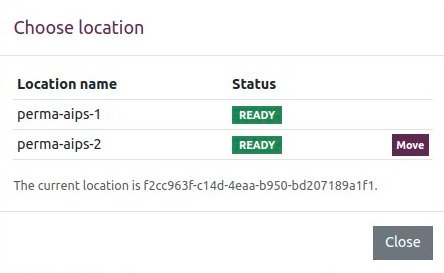 Choose location
Location name Status
perma-aips-1 READY
perma-aips-2 READY Move
The current location is f2cc963f-c14d-4eaa-b950-bd207189a1f1.
Close